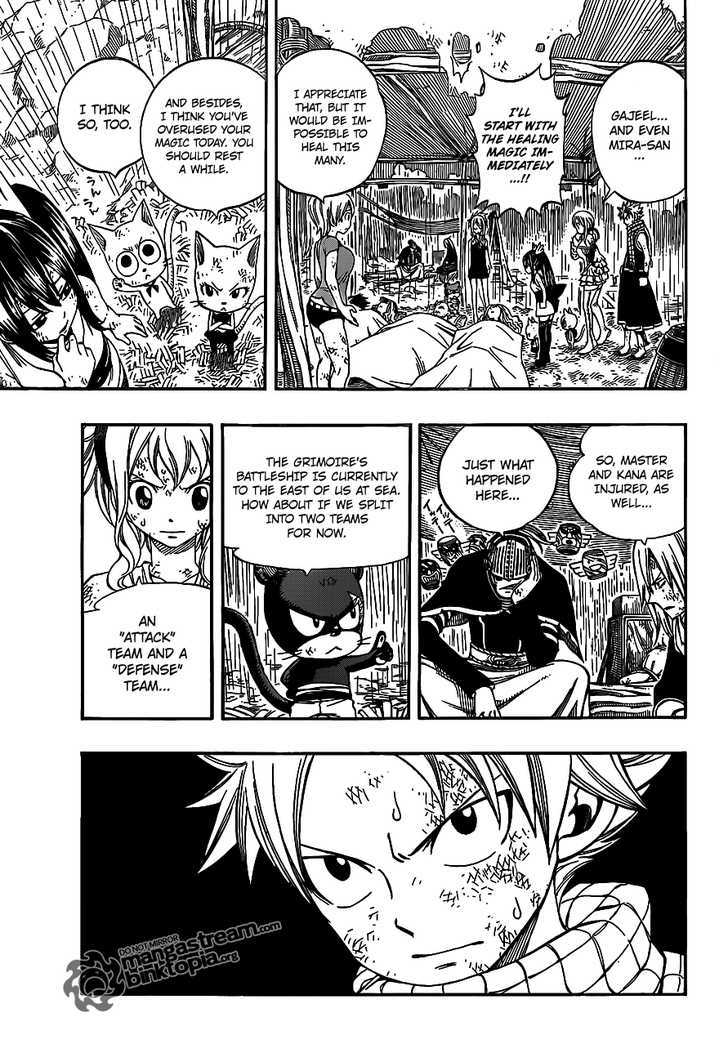 GAJEEL...
...AND EVEN
MIRA-SAN
...
I'LL
START WITH
THE HEALING
MAGIC IM-
MEDIATELY
....!!
I APPRECIATE
THAT, BUT IT
WOULD BE IM-
POSSIBLE TO
HEAL THIS
MANY.
AND BESIDES,
I THINK YOU'VE
OVERUSED YOUR
MAGIC TODAY. YOU
SHOULD REST
A WHILE.
I THINK
SO, TOO.
SO, MASTER
AND KANA ARE
INJURED, AS
WELL...
JUST WHAT
HAPPENED
HERE...
THE GRIMOIRE'S
BATTLESHIP IS CURRENTLY
TO THE EAST OF US AT SEA.
HOW ABOUT IF WE SPLIT
INTO TWO TEAMS
FOR NOW.
AN
"ATTACK"
TEAM AND A
"DEFENSE"
TEAM...
DO NOT MIRROR
mangastream.com
binktopia.org